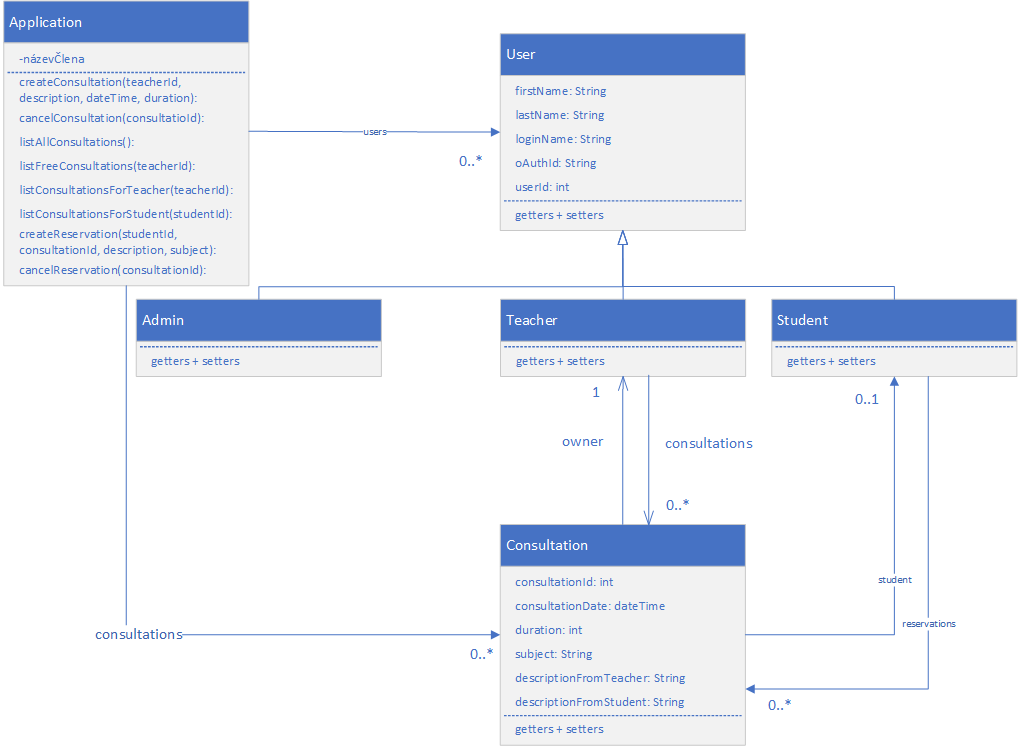 Application
-názevČlena
createConsultation(teacherId,
description, dateTime, duration):
cancelConsultation(consultatioId):
listAllConsultations():
listFreeConsultations(teacherId):
listConsultationsForTeacher(teacherId):
listConsultationsForStudent(studentId):
createReservation(studentId,
consultationId, description, subject):
cancelReservation(consultationId):
users
0..*
User
firstName: String
lastName: String
loginName: String
oAuthId: String
userId: int
getters + setters
Admin
getters + setters
Teacher
getters + setters
Student
getters + setters
1
owner
consultations
0..*
0..1
student
reservations
0..*
consultations
0..*
Consultation
consultationId: int
consultationDate: dateTime
duration: int
subject: String
descriptionFromTeacher: String
descriptionFromStudent: String
getters + setters